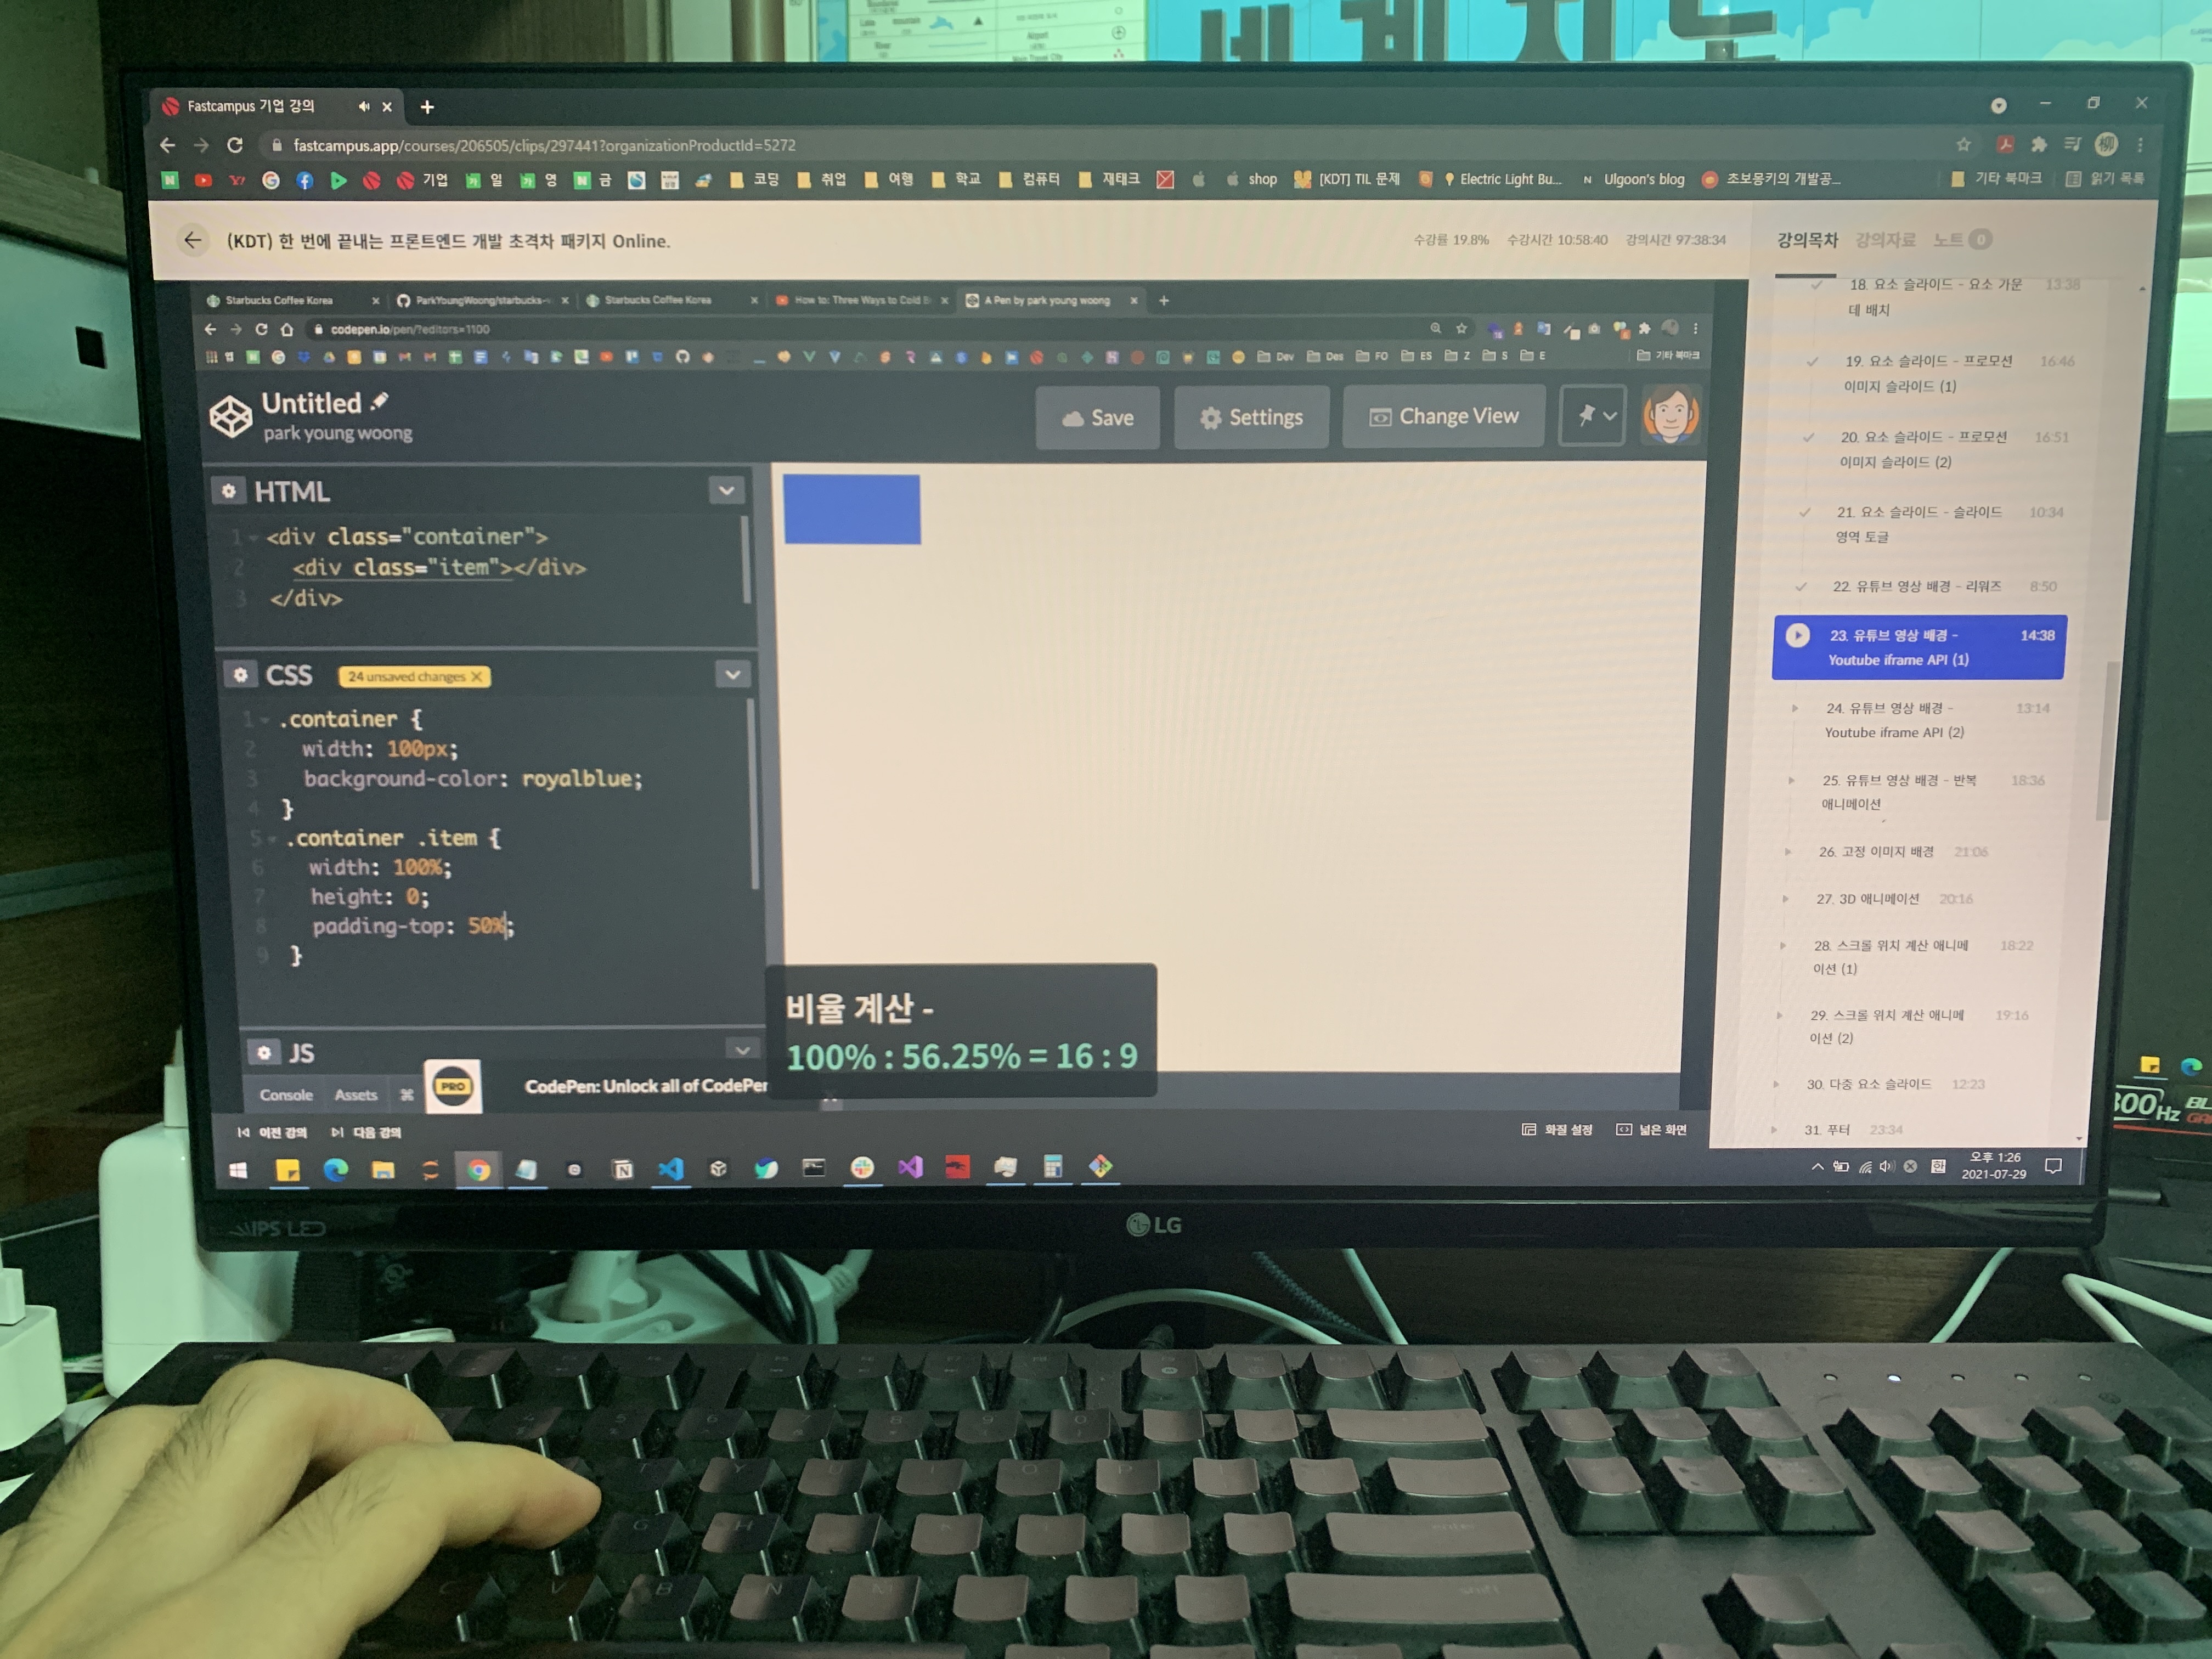 세계지도
River
Airport
Fastcampus 기업 강의
fastcampus.app/courses/206505/clips/297441?organizationProductId=5272
기업 일 영 금 코딩 취업 여행 학교 컴퓨터 재태크 shop [KDT] TIL 문제 Electric Light Bu... Ulgoon's blog 초보몽키의 개발공... 기타 북마크 읽기 목록
(KDT) 한 번에 끝내는 프론트엔드 개발 초격차 패키지 Online.
수강률 19.8% 수강시간 10:58:40 강의시간 97:38:34
강의목차 강의자료 노트 0
Starbucks Coffee Korea
ParkYoungWoong/starbucks-
Starbucks Coffee Korea
How to: Three Ways to Cold B
A Pen by park young woong
codepen.io/pen/?editors=1100
Dev Des FO ES Z S E 기타 북마크
Untitled
park young woong
Save
Settings
Change View
HTML
1 <div class="container">
2 <div class="item"></div>
3 </div>
CSS 24 unsaved changes X
1 .container {
2 width: 100px;
3 background-color: royalblue;
4 }
5 .container .item {
6 width: 100%;
7 height: 0;
8 padding-top: 50%;
9 }
비율 계산 -
100% : 56.25% = 16 : 9
JS
Console Assets ⌘
PRO
CodePen: Unlock all of CodePen
이전 강의 다음 강의
화질 설정 넓은 화면
18. 요소 슬라이드 - 요소 가운 13:38
데 배치
19. 요소 슬라이드 - 프로모션 16:46
이미지 슬라이드 (1)
20. 요소 슬라이드 - 프로모션 16:51
이미지 슬라이드 (2)
21. 요소 슬라이드 - 슬라이드 10:34
영역 토글
22. 유튜브 영상 배경 - 리워즈 8:50
23. 유튜브 영상 배경 - 14:38
Youtube iframe API (1)
24. 유튜브 영상 배경 - 13:14
Youtube iframe API (2)
25. 유튜브 영상 배경 - 반복 18:36
애니메이션
26. 고정 이미지 배경 21:06
27. 3D 애니메이션 20:16
28. 스크롤 위치 계산 애니메 18:22
이션 (1)
29. 스크롤 위치 계산 애니메 19:16
이션 (2)
30. 다중 요소 슬라이드 12:23
31. 푸터 23:34
한
오후 1:26
2021-07-29
IPS LED
LG
300Hz